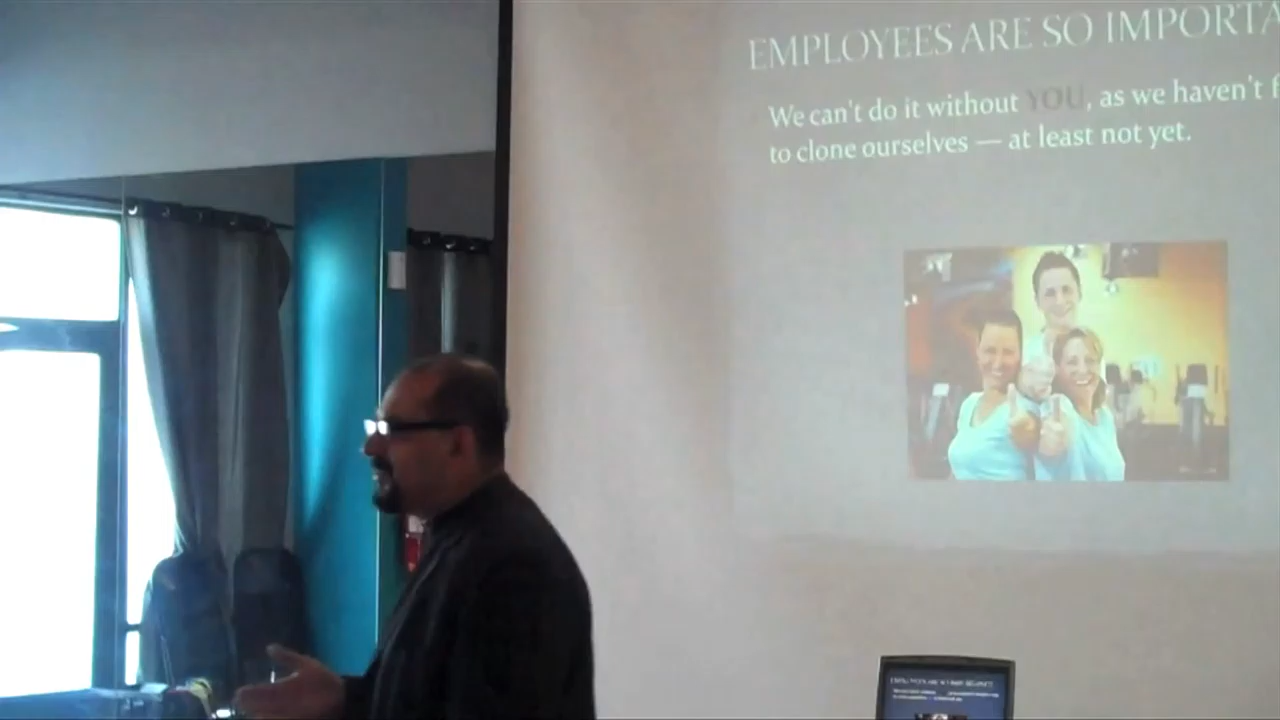 EMPLOYEES ARE SO IMPORTA
We can't do it without YOU, as we haven't f
to clone ourselves — at least not yet.